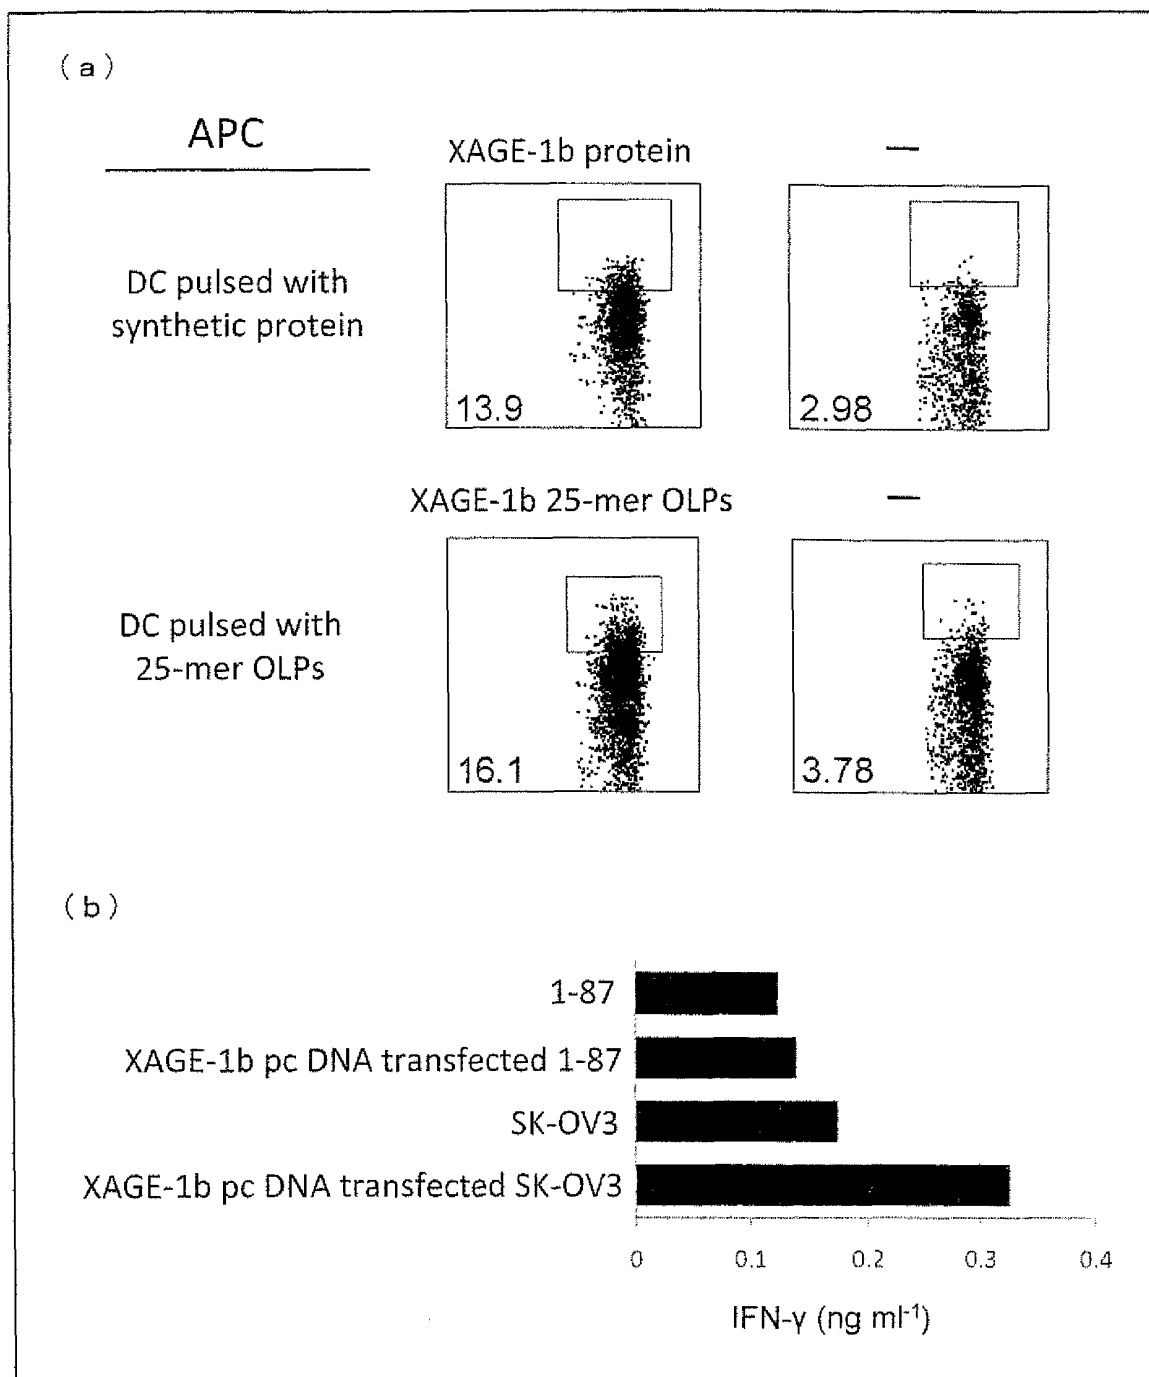 (a)
APC
XAGE-1b protein
—
DC pulsed with
synthetic protein
13.9
2.98
XAGE-1b 25-mer OLPs
—
DC pulsed with
25-mer OLPs
16.1
3.78
(b)
1-87
XAGE-1b pc DNA transfected 1-87
SK-OV3
XAGE-1b pc DNA transfected SK-OV3
0 0.1 0.2 0.3 0.4
IFN-γ (ng ml⁻¹)